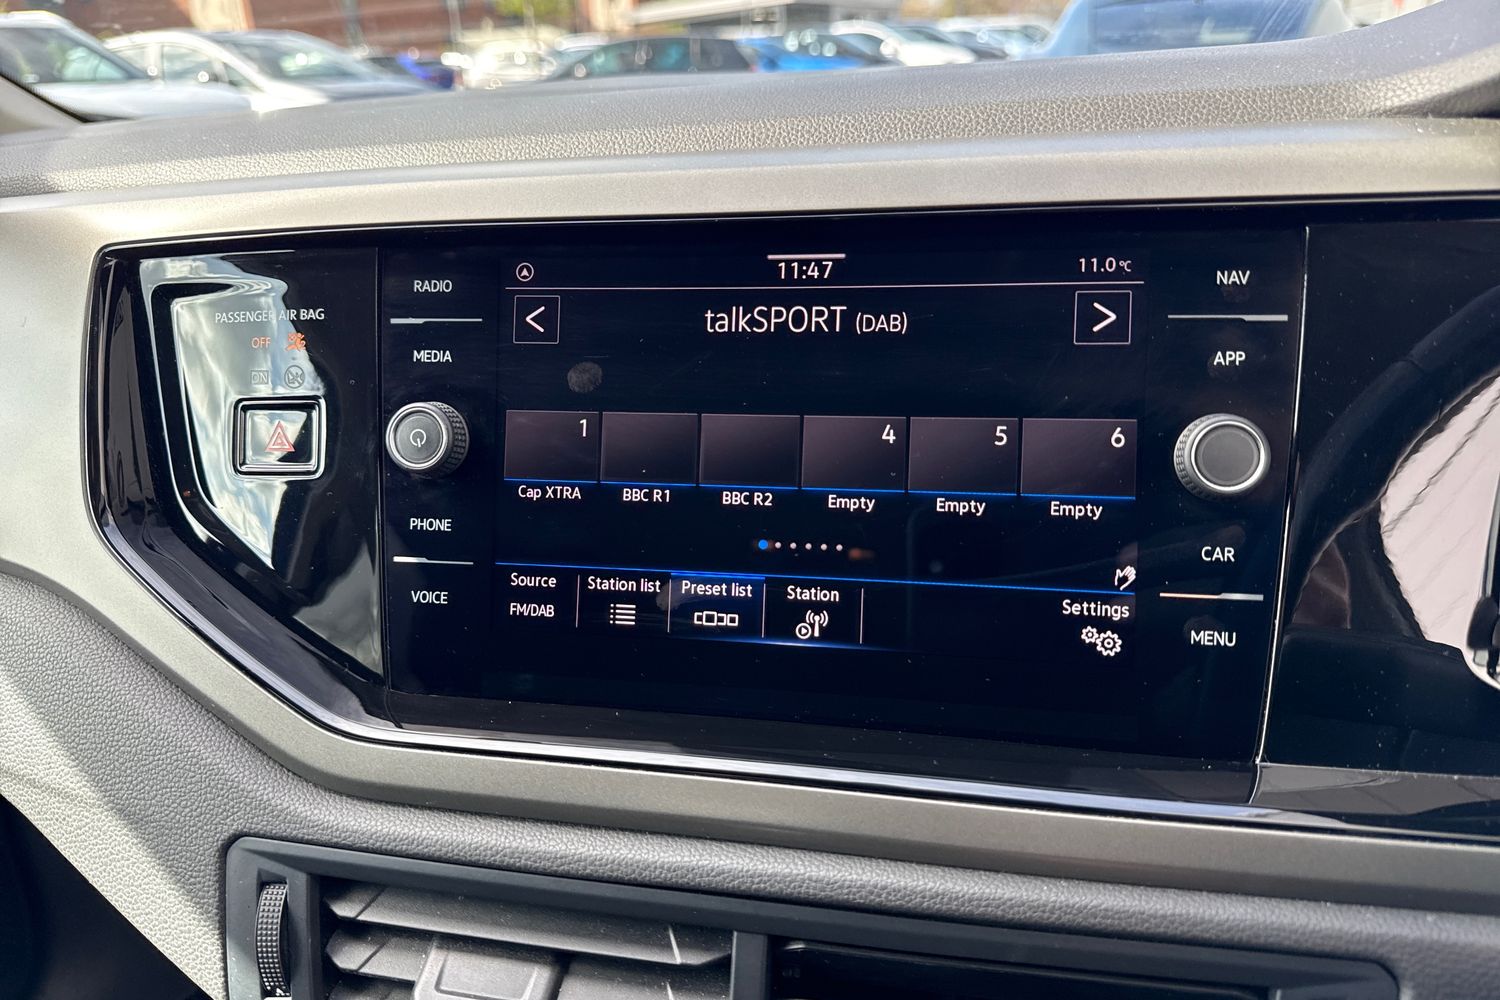 PASSENGER AIR BAG
OFF
ON
RADIO
MEDIA
PHONE
VOICE
11:47
11.0 °C
<
talkSPORT (DAB)
>
1
4
5
6
Cap XTRA
BBC R1
BBC R2
Empty
Empty
Empty
Source
FM/DAB
Station list
Preset list
Station
Settings
NAV
APP
CAR
MENU